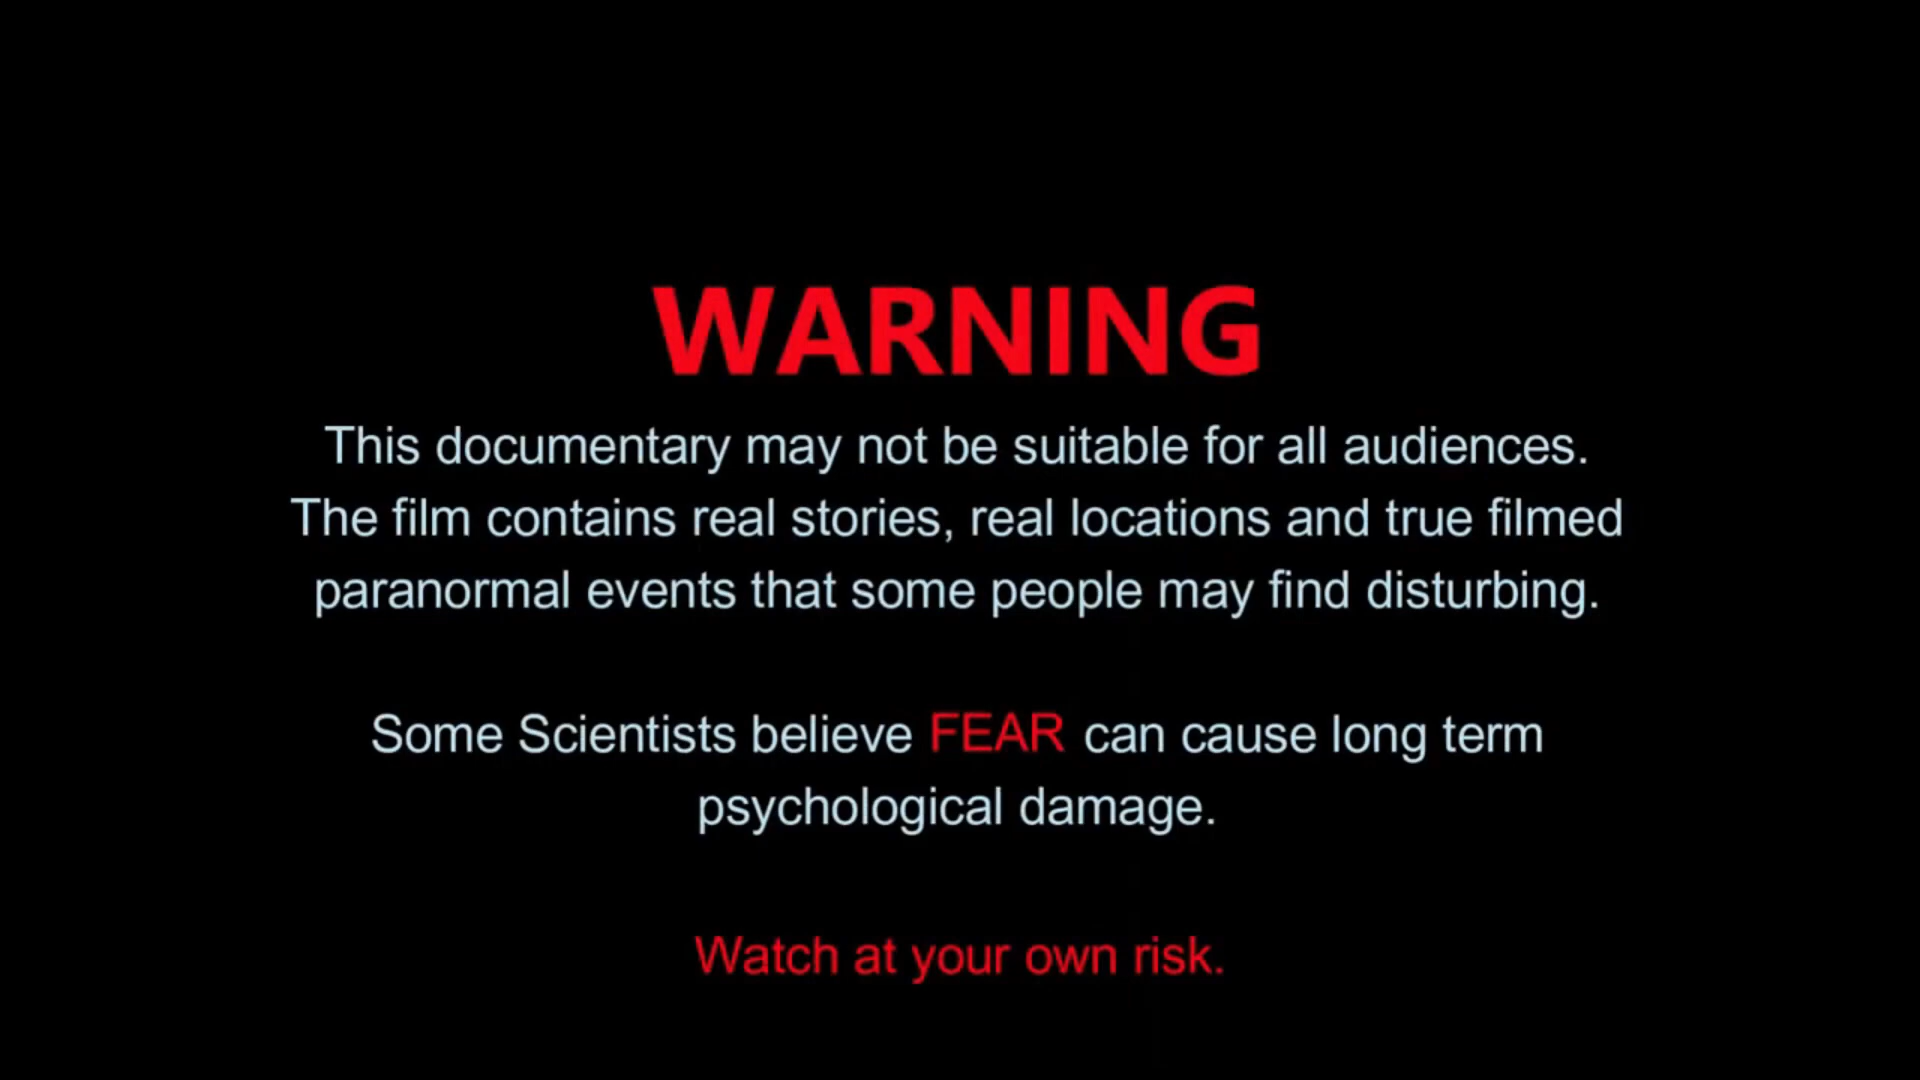 WARNING
This documentary may not be suitable for all audiences.
The film contains real stories, real locations and true filmed
paranormal events that some people may find disturbing.
Some Scientists believe FEAR can cause long term
psychological damage.
Watch at your own risk.